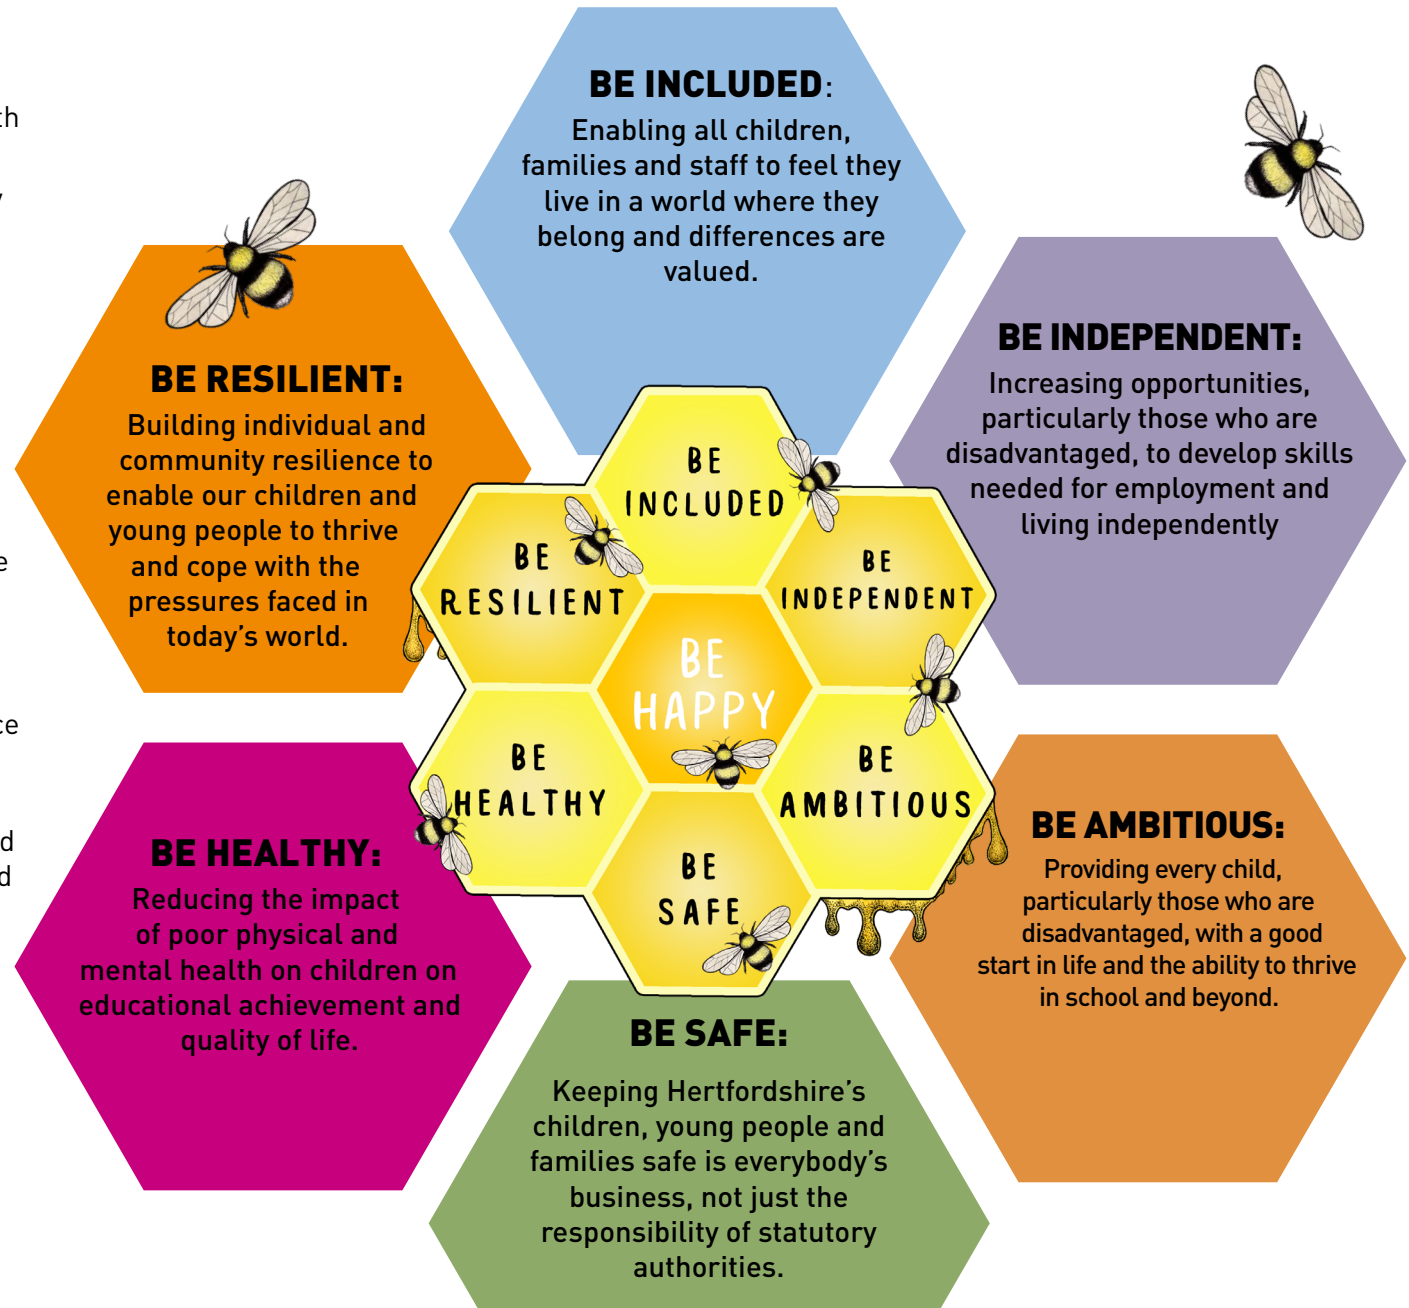 BE INCLUDED:
Enabling all children,
families and staff to feel they
live in a world where they
belong and differences are
valued.
BE RESILIENT:
Building individual and
community resilience to
enable our children and
young people to thrive
and cope with the
pressures faced in
today's world.
BE INDEPENDENT:
Increasing opportunities,
particularly those who are
disadvantaged, to develop skills
needed for employment and
living independently
BE
INCLUDED
BE
RESILIENT
BE
INDEPENDENT
BE
HAPPY
BE
HEALTHY
BE
AMBITIOUS
BE
SAFE
BE HEALTHY:
Reducing the impact
of poor physical and
mental health on children on
educational achievement and
quality of life.
BE AMBITIOUS:
Providing every child,
particularly those who are
disadvantaged, with a good
start in life and the ability to thrive
in school and beyond.
BE SAFE:
Keeping Hertfordshire's
children, young people and
families safe is everybody's
business, not just the
responsibility of statutory
authorities.